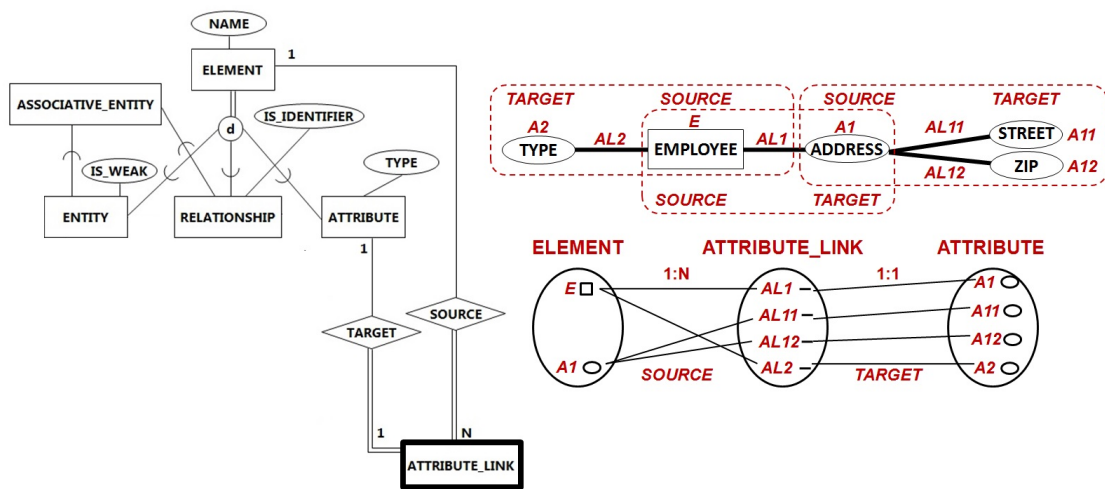 NAME
1
ELEMENT
ASSOCIATIVE_ENTITY
d
IS_IDENTIFIER
IS_WEAK
TYPE
ENTITY
RELATIONSHIP
ATTRIBUTE
1
SOURCE
TARGET
1
N
ATTRIBUTE_LINK
TARGET
SOURCE
SOURCE
TARGET
A2
E
A1
AL11
STREET
A11
TYPE
AL2
EMPLOYEE
AL1
ADDRESS
AL12
ZIP
A12
SOURCE
TARGET
ELEMENT
ATTRIBUTE_LINK
ATTRIBUTE
1:N
1:1
E
AL1
A1
AL11
A11
AL12
A12
A1
AL2
A2
SOURCE
TARGET